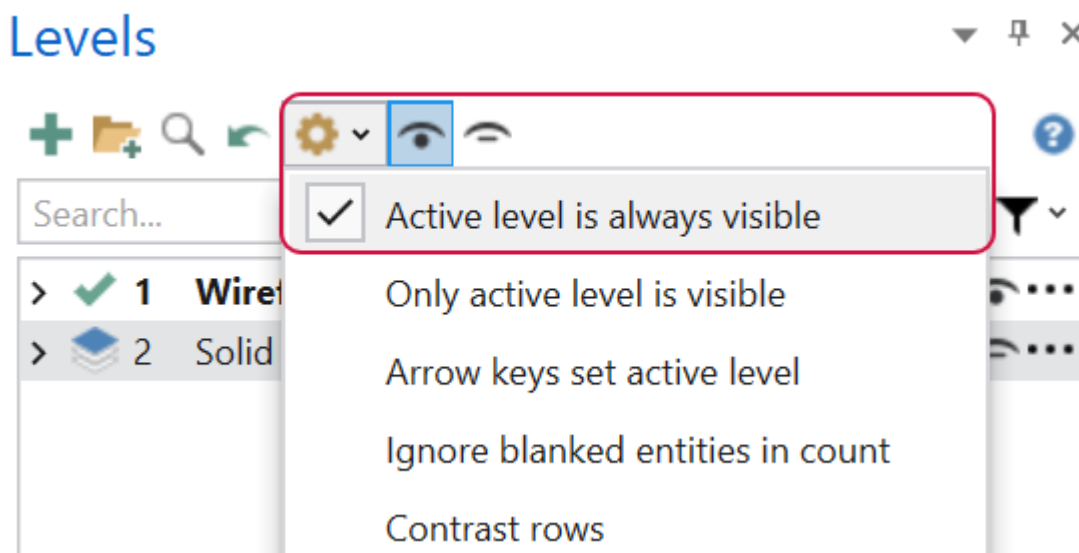 Levels
?
Search...
Active level is always visible
1 Wiref
Only active level is visible
2 Solid
Arrow keys set active level
Ignore blanked entities in count
Contrast rows